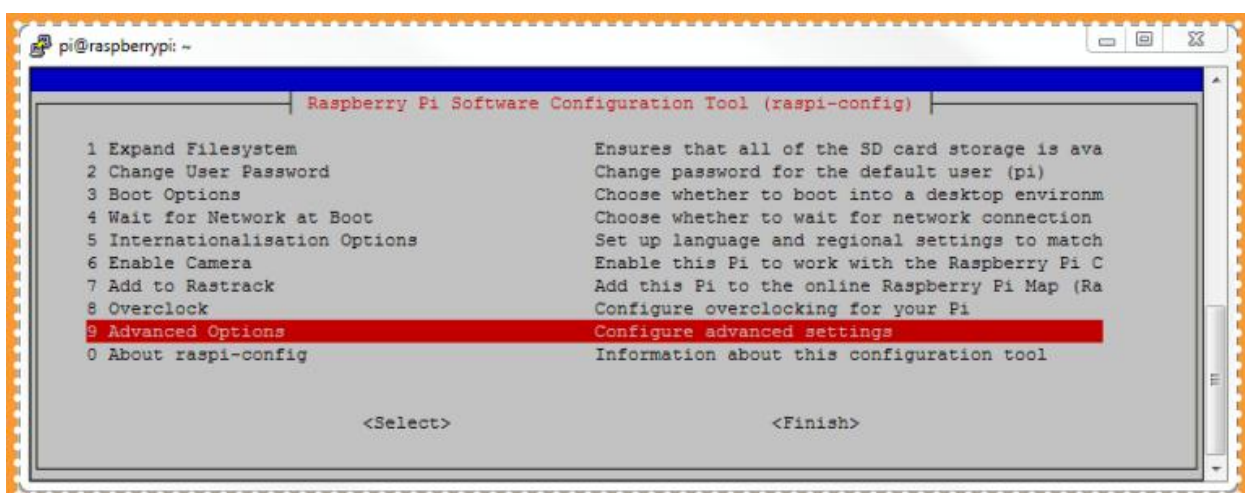 pi@raspberrypi: ~
Raspberry Pi Software Configuration Tool (raspi-config)
1 Expand Filesystem Ensures that all of the SD card storage is ava
2 Change User Password Change password for the default user (pi)
3 Boot Options Choose whether to boot into a desktop environm
4 Wait for Network at Boot Choose whether to wait for network connection
5 Internationalisation Options Set up language and regional settings to match
6 Enable Camera Enable this Pi to work with the Raspberry Pi C
7 Add to Rastrack Add this Pi to the online Raspberry Pi Map (Ra
8 Overclock Configure overclocking for your Pi
9 Advanced Options Configure advanced settings
0 About raspi-config Information about this configuration tool
<Select> <Finish>